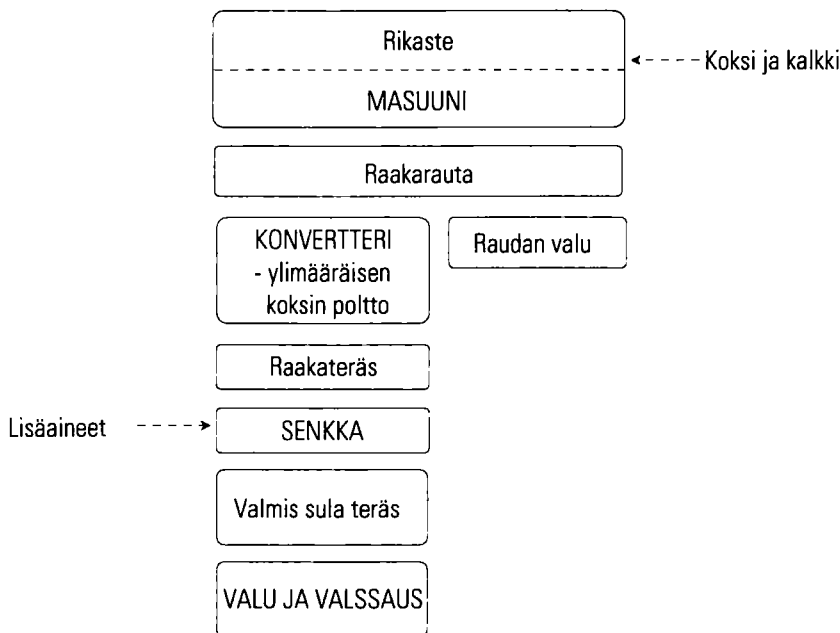 Rikaste
Koksi ja kalkki
MASUUNI
Raakarauta
KONVERTTERI
- ylimääräisen
koksin poltto
Raudan valu
Raakateräs
Lisäaineet
SENKKA
Valmis sula teräs
VALU JA VALSSAUS